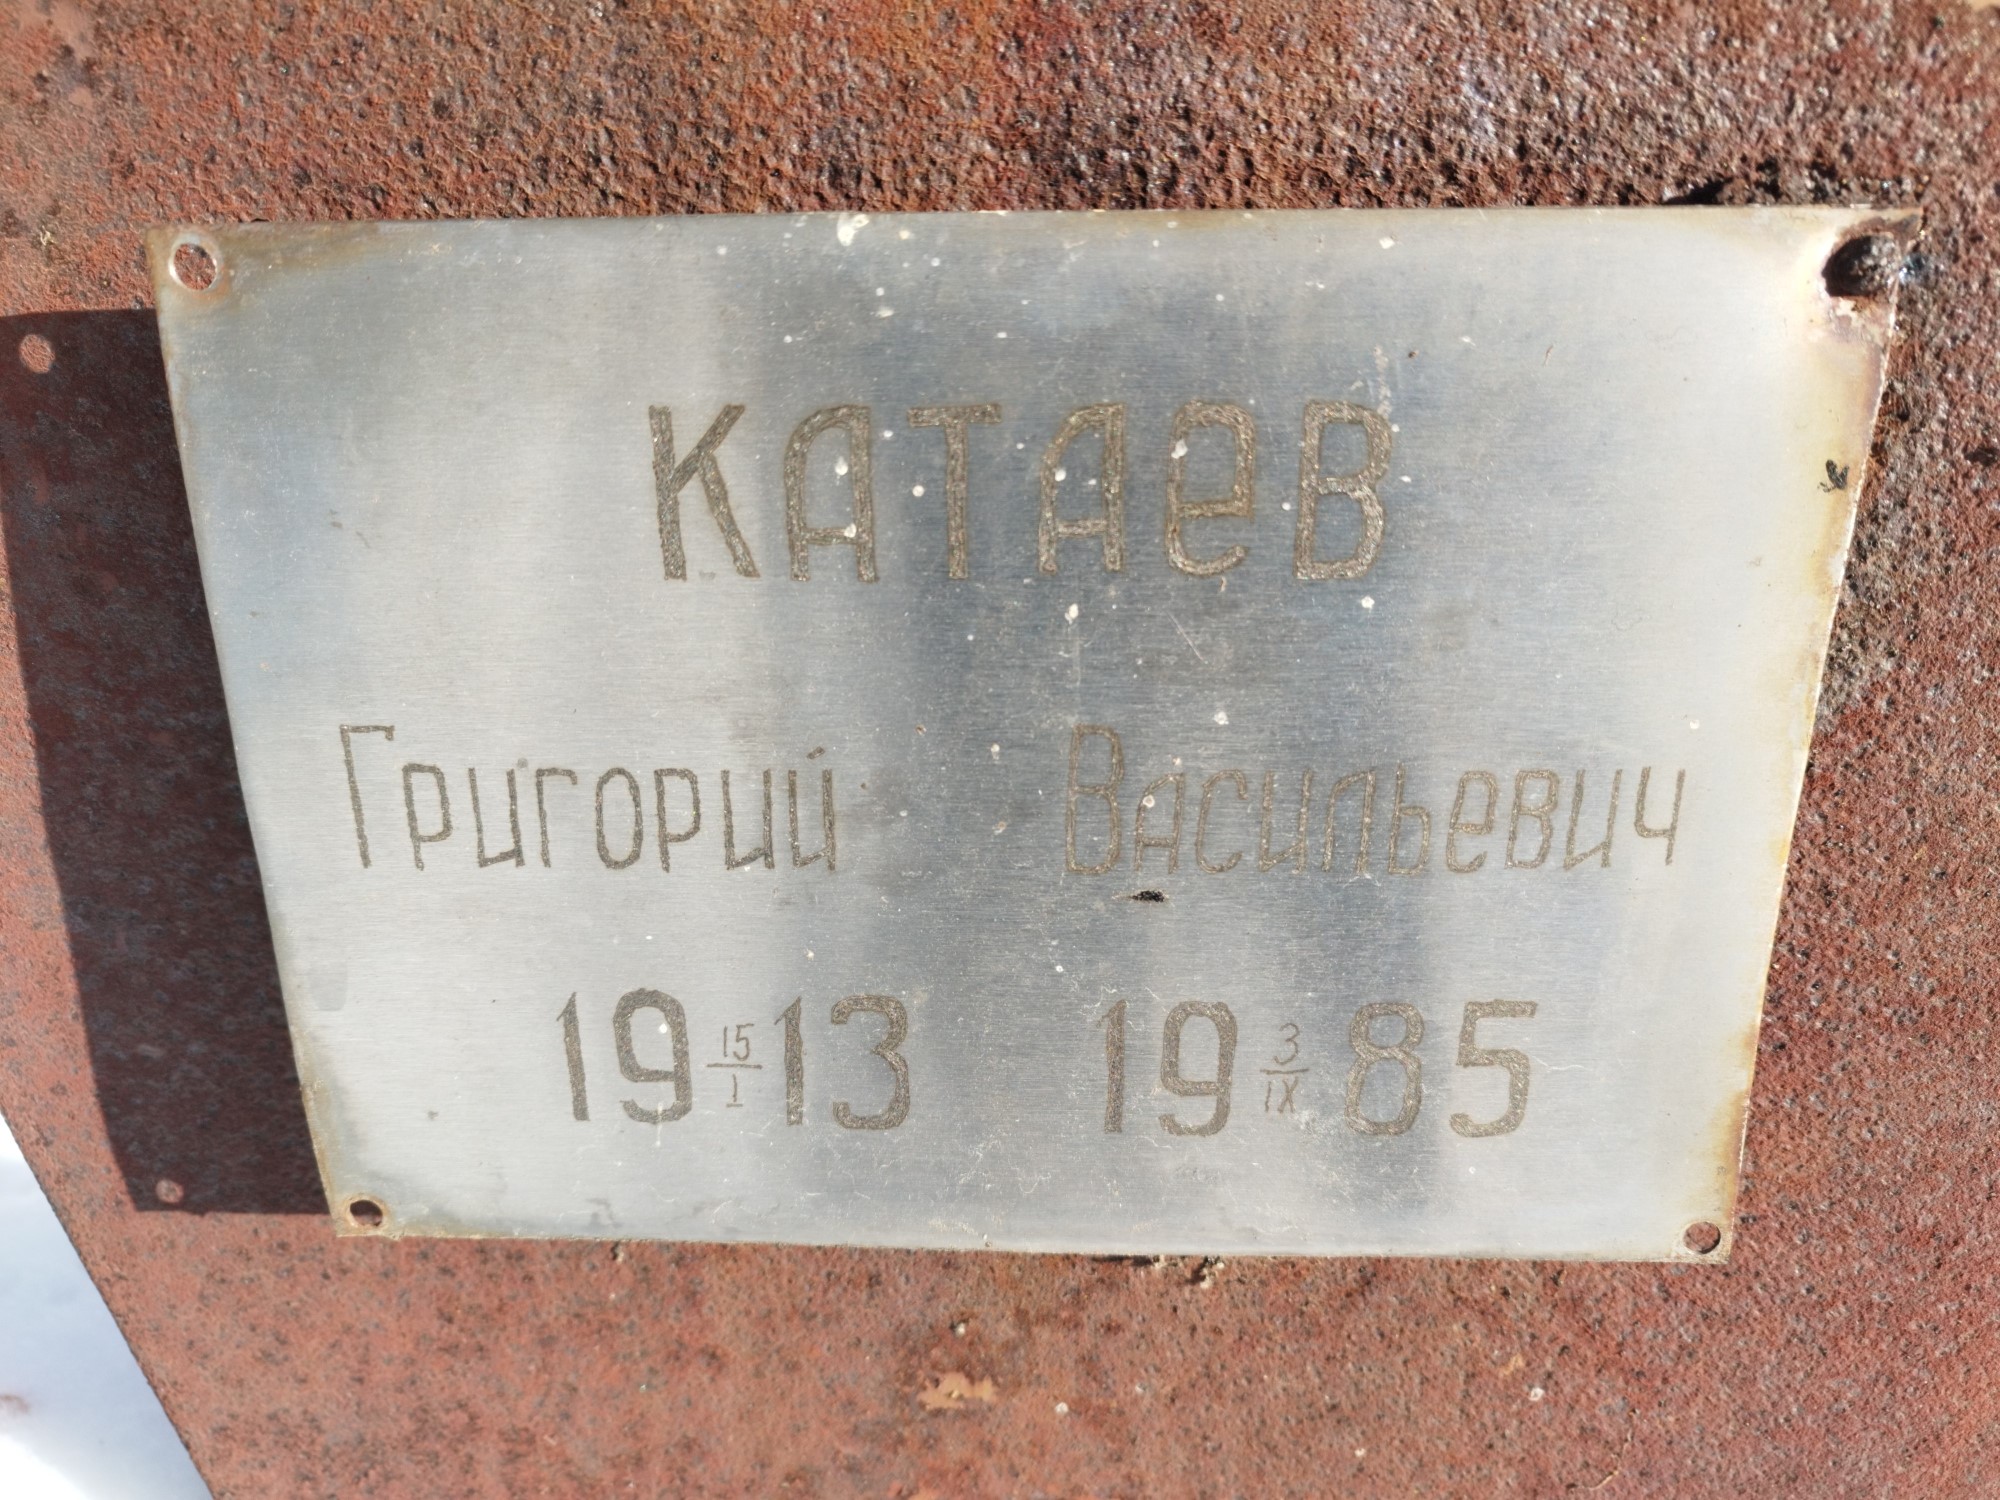 КАТАЕВ
Григорий Васильевич
19 15/I 13 19 3/IX 85